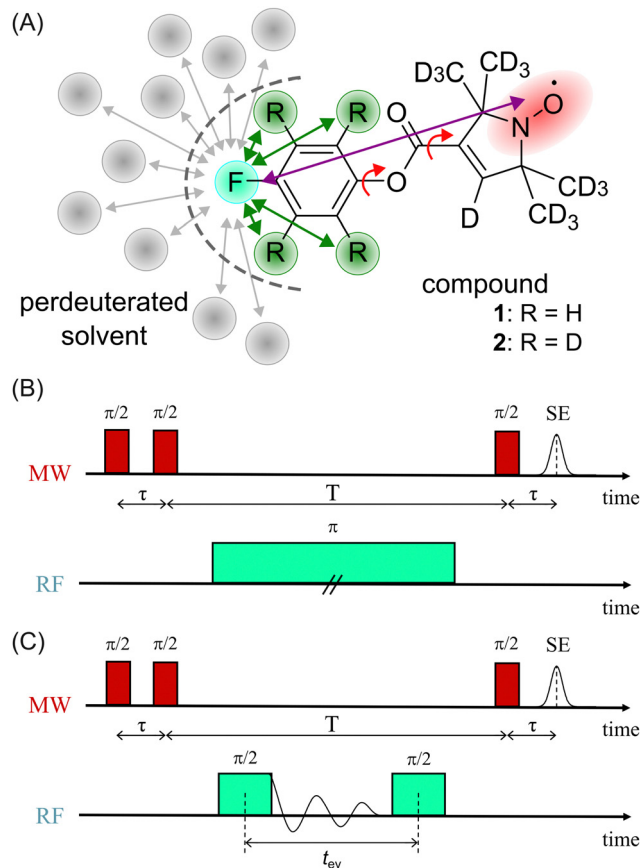 (A)
D3C CD3
R R O N O
F O
R R D CD3
D3C
perdeuterated
solvent
compound
1: R = H
2: R = D
(B)
π/2 π/2 π/2 SE
MW
τ T τ time
π
RF
time
(C)
π/2 π/2 π/2 SE
MW
τ T τ time
π/2 π/2
RF
tev time